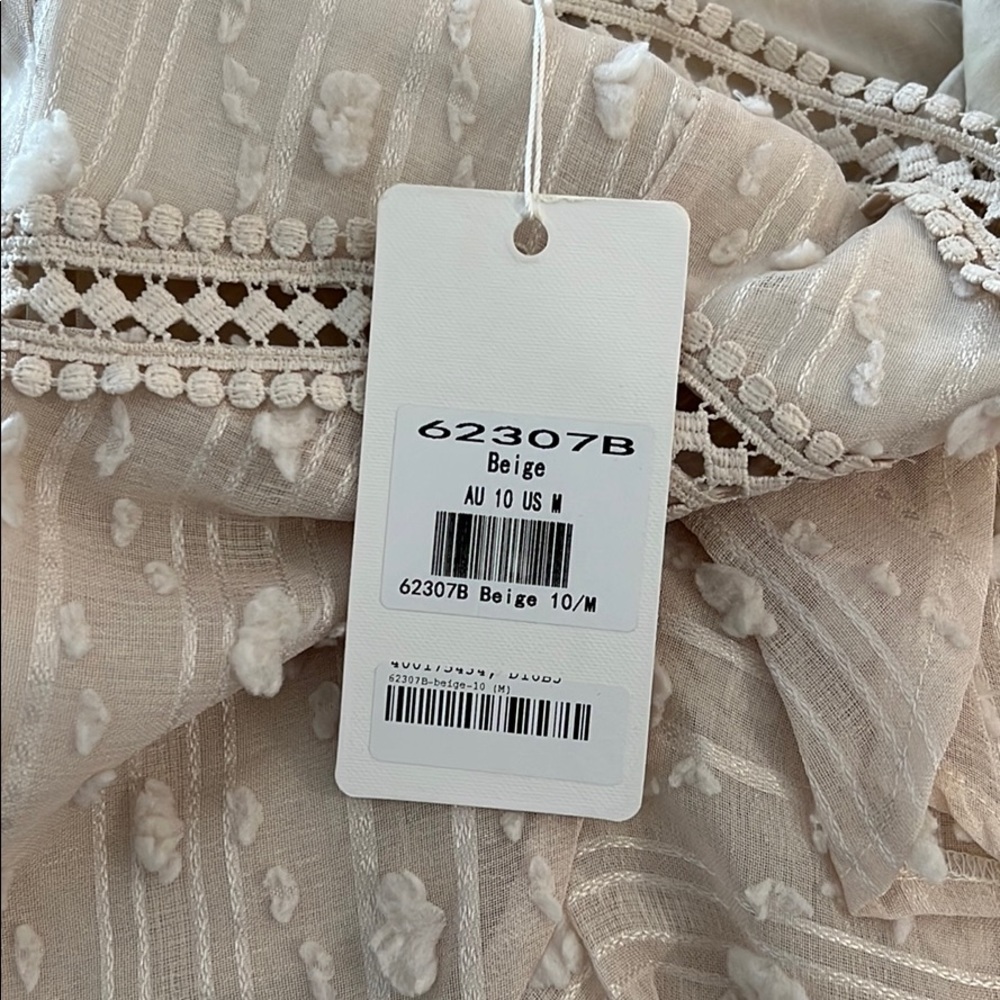 62307B
Beige
AU 10 US M
62307B Beige 10/M
62307B-beige-10 (M)